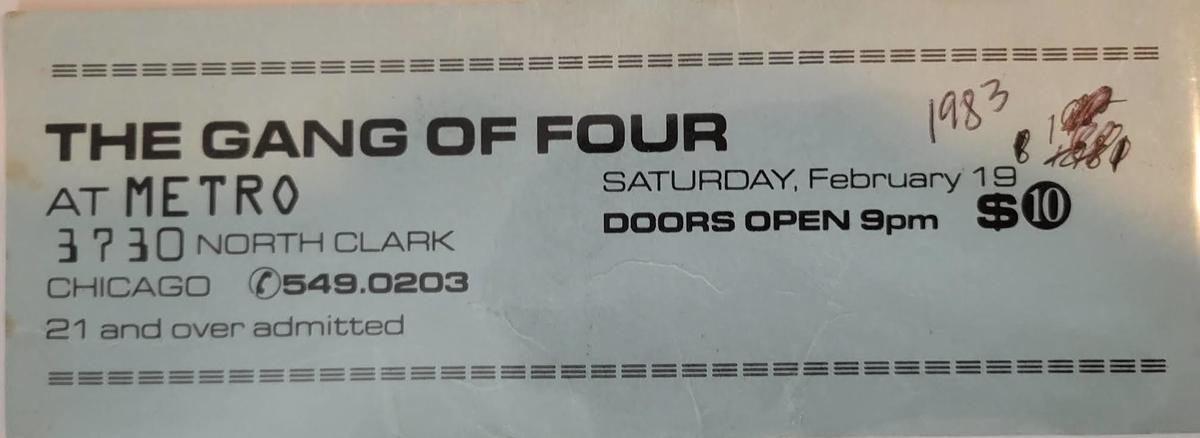 THE GANG OF FOUR
AT METRO
3730 NORTH CLARK
CHICAGO ✆549.0203
21 and over admitted
1983
SATURDAY, February 19
DOORS OPEN 9pm $10